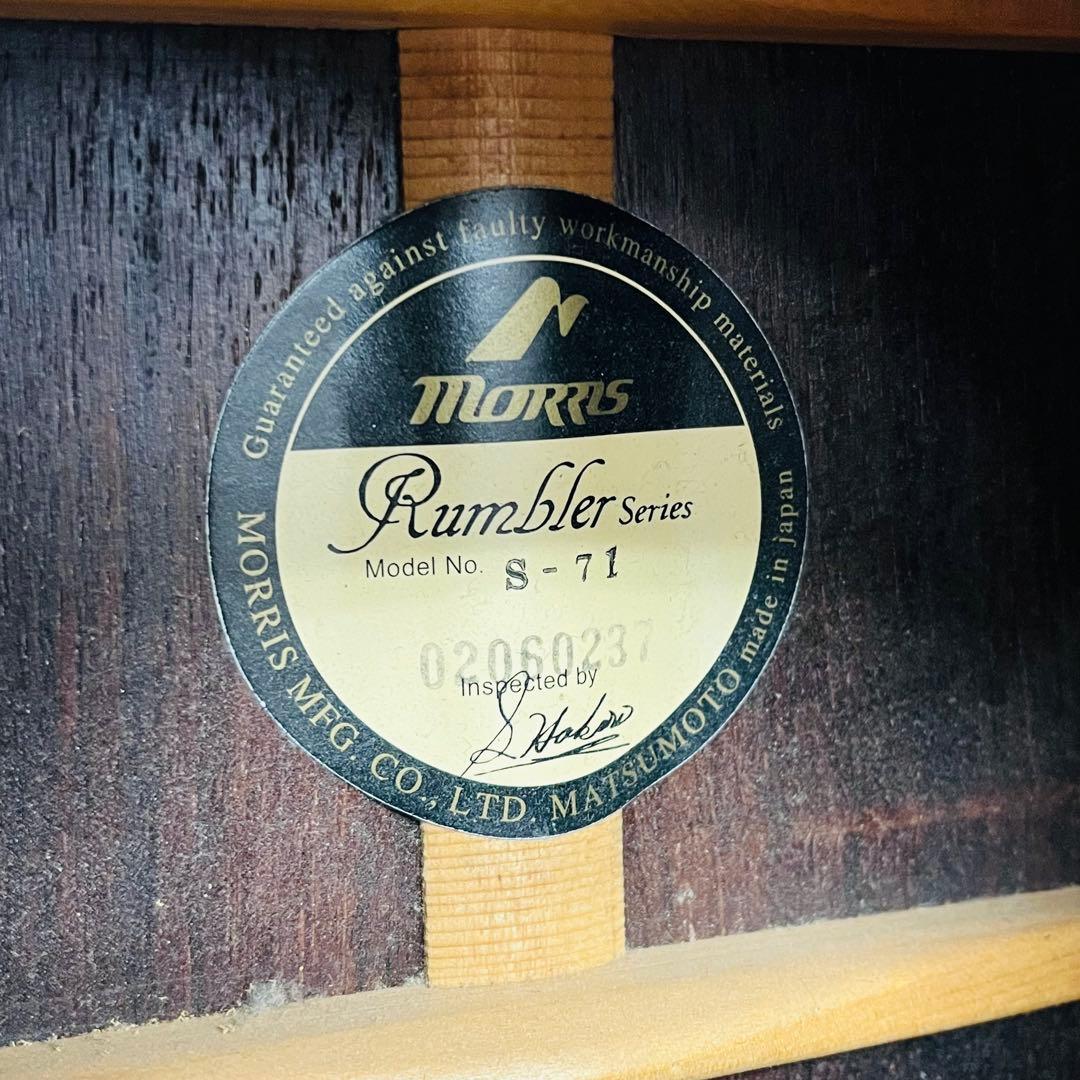 Guaranteed against faulty workmanship materials
MORRIS
Rumbler Series
Model No. S-71
02060237
Inspected by
MORRIS MFG. CO., LTD. MATSUMOTO made in japan